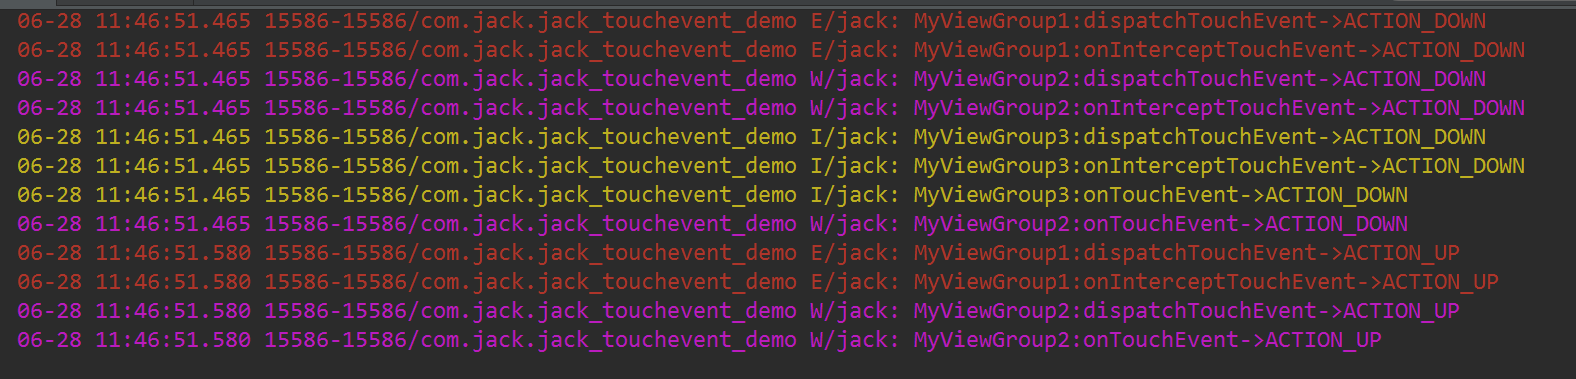 06-28 11:46:51.465 15586-15586/com.jack.jack_touchevent_demo E/jack: MyViewGroup1:dispatchTouchEvent->ACTION_DOWN
06-28 11:46:51.465 15586-15586/com.jack.jack_touchevent_demo E/jack: MyViewGroup1:onInterceptTouchEvent->ACTION_DOWN
06-28 11:46:51.465 15586-15586/com.jack.jack_touchevent_demo W/jack: MyViewGroup2:dispatchTouchEvent->ACTION_DOWN
06-28 11:46:51.465 15586-15586/com.jack.jack_touchevent_demo W/jack: MyViewGroup2:onInterceptTouchEvent->ACTION_DOWN
06-28 11:46:51.465 15586-15586/com.jack.jack_touchevent_demo I/jack: MyViewGroup3:dispatchTouchEvent->ACTION_DOWN
06-28 11:46:51.465 15586-15586/com.jack.jack_touchevent_demo I/jack: MyViewGroup3:onInterceptTouchEvent->ACTION_DOWN
06-28 11:46:51.465 15586-15586/com.jack.jack_touchevent_demo I/jack: MyViewGroup3:onTouchEvent->ACTION_DOWN
06-28 11:46:51.465 15586-15586/com.jack.jack_touchevent_demo W/jack: MyViewGroup2:onTouchEvent->ACTION_DOWN
06-28 11:46:51.580 15586-15586/com.jack.jack_touchevent_demo E/jack: MyViewGroup1:dispatchTouchEvent->ACTION_UP
06-28 11:46:51.580 15586-15586/com.jack.jack_touchevent_demo E/jack: MyViewGroup1:onInterceptTouchEvent->ACTION_UP
06-28 11:46:51.580 15586-15586/com.jack.jack_touchevent_demo W/jack: MyViewGroup2:dispatchTouchEvent->ACTION_UP
06-28 11:46:51.580 15586-15586/com.jack.jack_touchevent_demo W/jack: MyViewGroup2:onTouchEvent->ACTION_UP